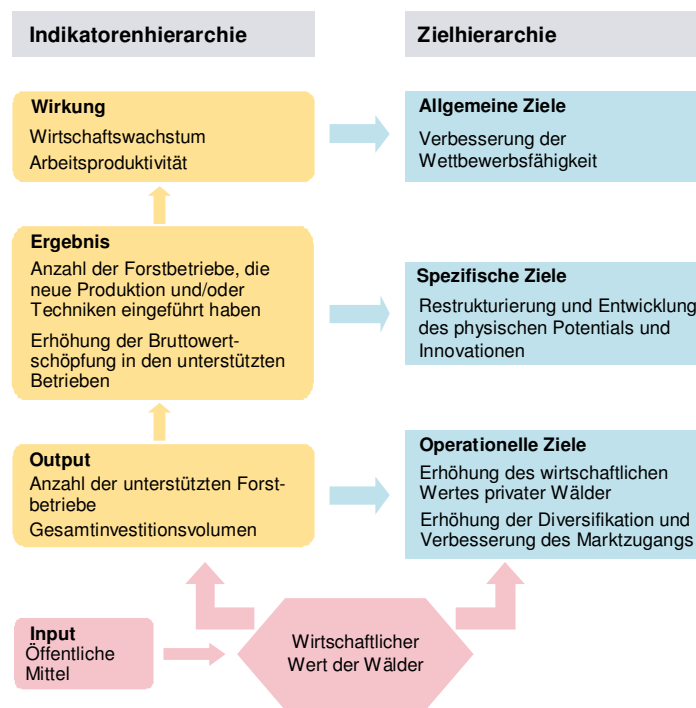 Indikatorenhierarchie
Zielhierarchie
Wirkung
Wirtschaftswachstum
Arbeitsproduktivität
Allgemeine Ziele
Verbesserung der
Wettbewerbsfähigkeit
Ergebnis
Anzahl der Forstbetriebe, die
neue Produktion und/oder
Techniken eingeführt haben
Erhöhung der Bruttowert-
schöpfung in den unterstützten
Betrieben
Spezifische Ziele
Restrukturierung und Entwicklung
des physischen Potentials und
Innovationen
Output
Anzahl der unterstützten Forst-
betriebe
Gesamtinvestitionsvolumen
Operationelle Ziele
Erhöhung des wirtschaftlichen
Wertes privater Wälder
Erhöhung der Diversifikation und
Verbesserung des Marktzugangs
Input
Öffentliche
Mittel
Wirtschaftlicher
Wert der Wälder